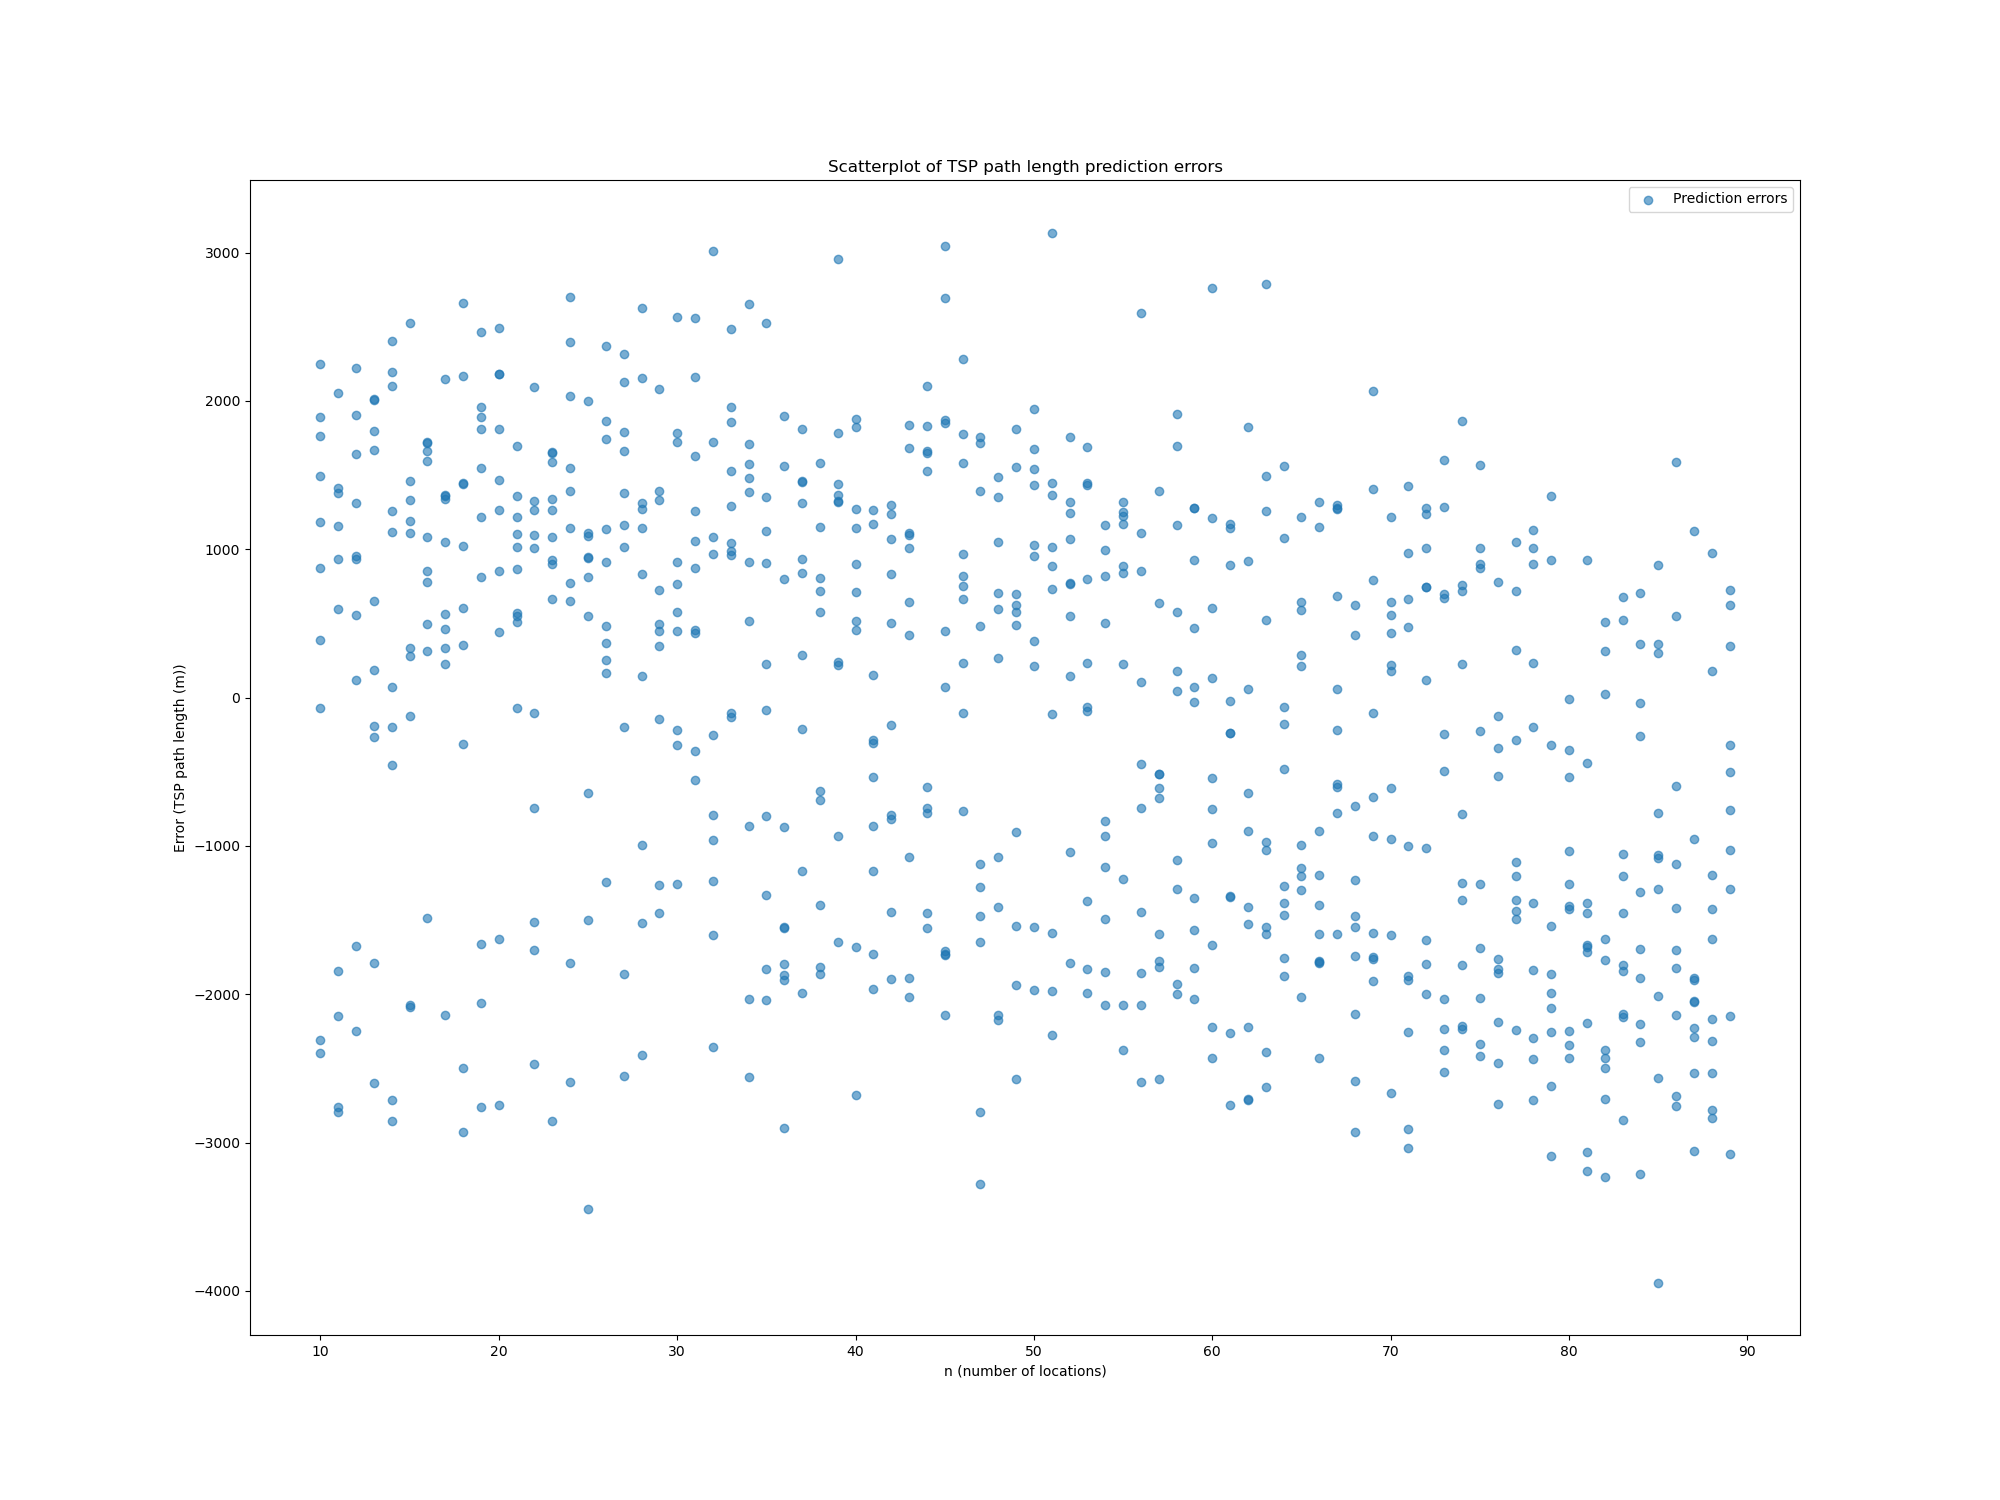 Scatterplot of TSP path length prediction errors
Prediction errors
3000
2000
1000
0
−1000
−2000
−3000
−4000
Error (TSP path length (m))
10 20 30 40 50 60 70 80 90
n (number of locations)